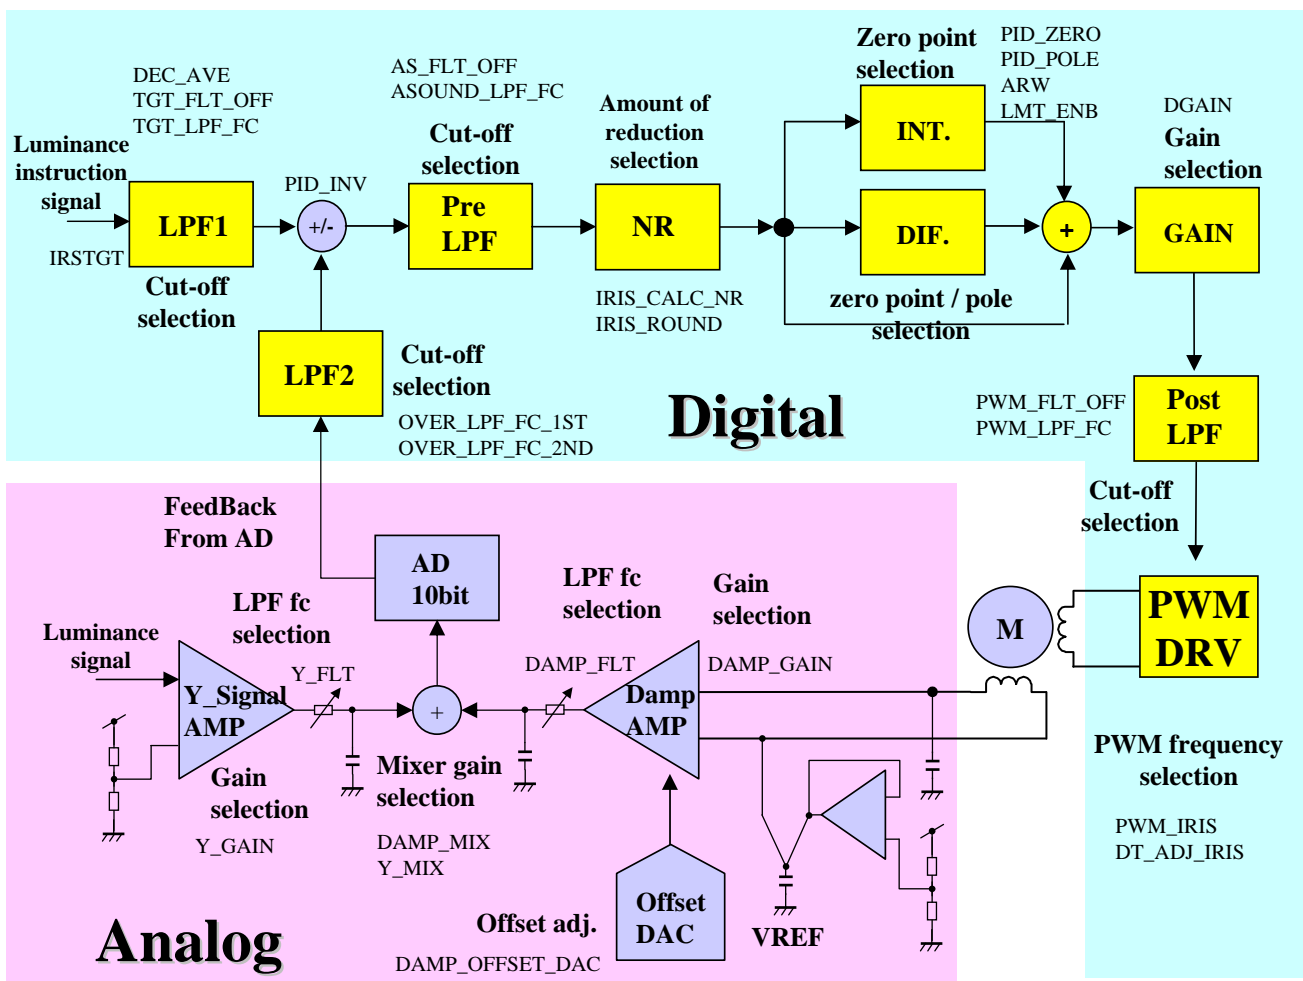 DEC_AVE
TGT_FLT_OFF
TGT_LPF_FC
Luminance
instruction
signal
IRSTGT
LPF1
Cut-off
selection
PID_INV
+/-
AS_FLT_OFF
ASOUND_LPF_FC
Cut-off
selection
Pre
LPF
Amount of
reduction
selection
NR
IRIS_CALC_NR
IRIS_ROUND
Zero point
selection
PID_ZERO
PID_POLE
ARW
LMT_ENB
INT.
DIF.
zero point / pole
selection
+
DGAIN
Gain
selection
GAIN
LPF2
Cut-off
selection
OVER_LPF_FC_1ST
OVER_LPF_FC_2ND
Digital
PWM_FLT_OFF
PWM_LPF_FC
Post
LPF
Cut-off
selection
PWM
DRV
M
PWM frequency
selection
PWM_IRIS
DT_ADJ_IRIS
FeedBack
From AD
AD
10bit
LPF fc
selection
Luminance
signal
Y_Signal
AMP
Y_FLT
Gain
selection
Y_GAIN
+
Mixer gain
selection
DAMP_MIX
Y_MIX
LPF fc
selection
DAMP_FLT
Gain
selection
DAMP_GAIN
Damp
AMP
Offset
DAC
Offset adj.
DAMP_OFFSET_DAC
VREF
Analog